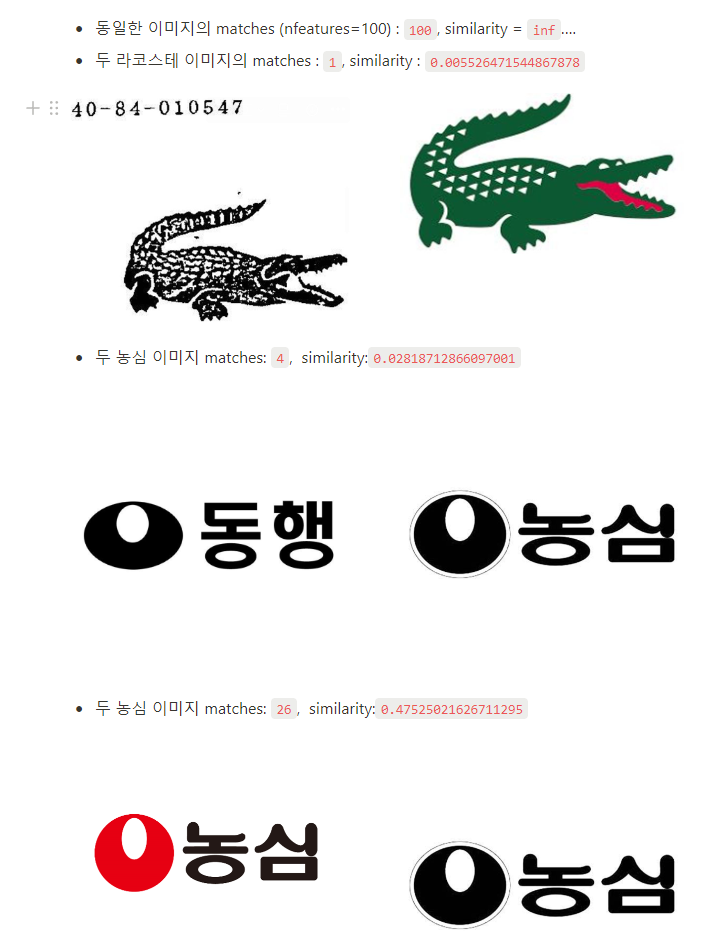 동일한 이미지의 matches (nfeatures=100) : 100, similarity = inf....
두 라코스테 이미지의 matches : 1, similarity : 0.005526471544867878
40-84-010547
두 농심 이미지 matches: 4, similarity:0.02818712866097001
동행 농심
두 농심 이미지 matches: 26, similarity:0.47525021626711295
농심 농심